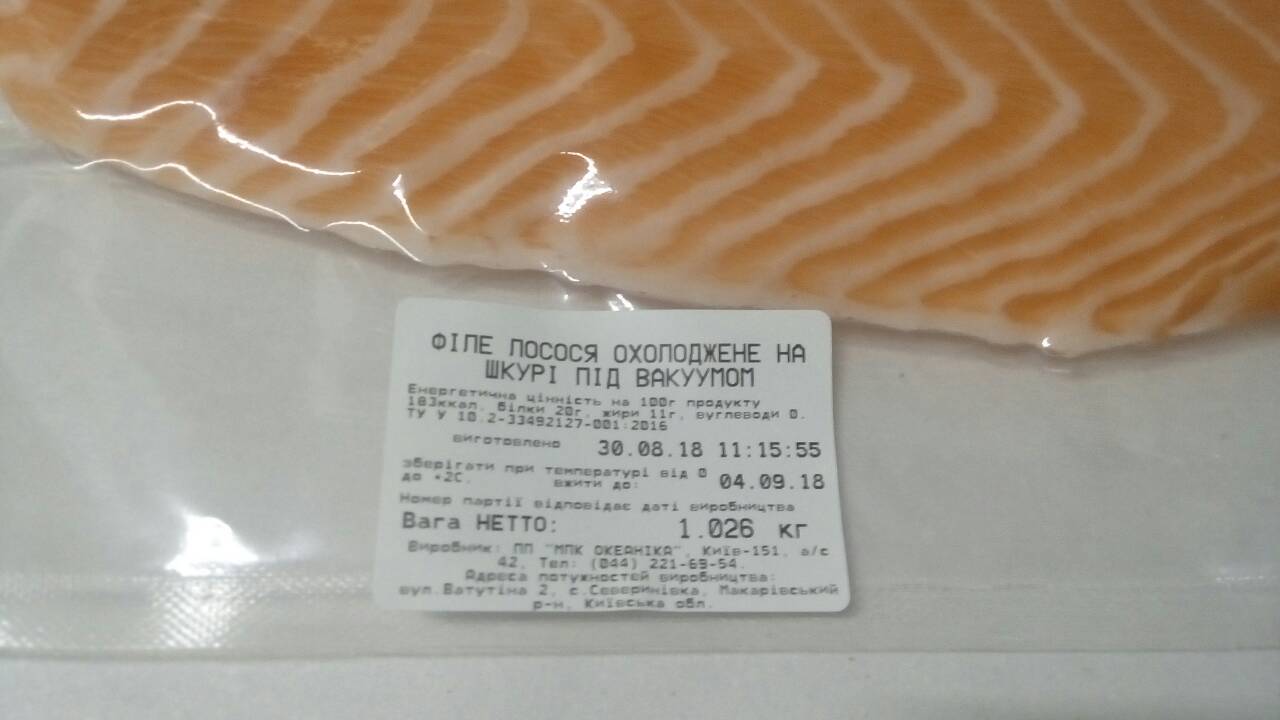 ФІЛЕ ЛОСОСЯ ОХОЛОДЖЕНЕ НА
ШКУРІ ПІД ВАКУУМОМ
Енергетична цінність на 100г продукту
183ккал, білки 20г, жири 11г, вуглеводи 0.
ТУ У 10.2-33492127-001:2016
виготовлено 30.08.18 11:15:55
зберігати при температурі від 0
до +2С. вжити до: 04.09.18
Номер партії відповідає даті виробництва
Вага НЕТТО: 1.026 кг
Виробник: ПП "МПК ОКЕАНІКА", Київ-151, а/с
42, Тел: (044) 221-69-54.
Адреса потужностей виробництва:
вул.Ватутіна 2, с.Северинівка, Макарівський
р-н, Київська обл.